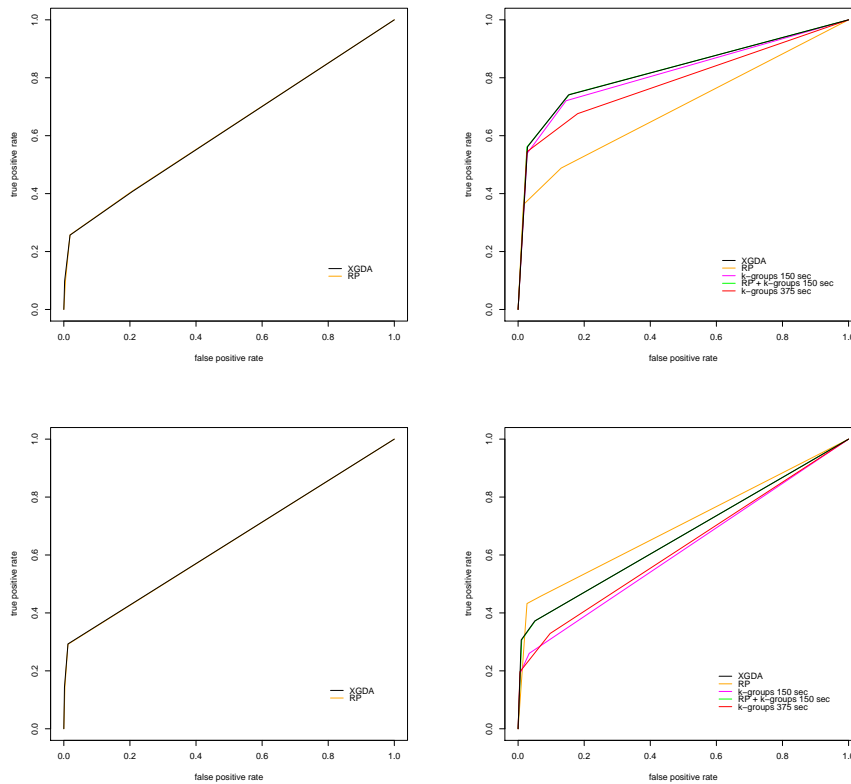 1.0
0.8
0.6
0.4
0.2
0.0
true positive rate
XGDA
RP
0.0 0.2 0.4 0.6 0.8 1.0
false positive rate
1.0
0.8
0.6
0.4
0.2
0.0
true positive rate
XGDA
RP
k−groups 150 sec
RP + k−groups 150 sec
k−groups 375 sec
0.0 0.2 0.4 0.6 0.8 1.0
false positive rate
1.0
0.8
0.6
0.4
0.2
0.0
true positive rate
XGDA
RP
0.0 0.2 0.4 0.6 0.8 1.0
false positive rate
1.0
0.8
0.6
0.4
0.2
0.0
true positive rate
XGDA
RP
k−groups 150 sec
RP + k−groups 150 sec
k−groups 375 sec
0.0 0.2 0.4 0.6 0.8 1.0
false positive rate